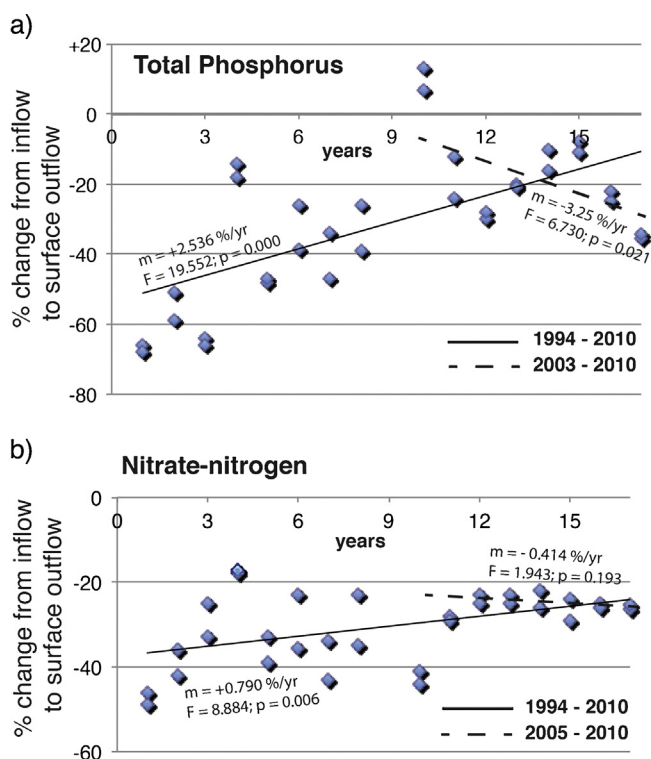 a)
+20
Total Phosphorus
0
0 3 6 9 12 15
years
-20
-40
-60
-80
% change from inflow
to surface outflow
m = +2.536 %/yr
F = 19.552; p = 0.000
m = -3.25 %/yr
F = 6.730; p = 0.021
1994 - 2010
2003 - 2010
b)
Nitrate-nitrogen
0
0 3 6 9 12 15
years
-20
-40
-60
% change from inflow
to surface outflow
m = - 0.414 %/yr
F = 1.943; p = 0.193
m = +0.790 %/yr
F = 8.884; p = 0.006
1994 - 2010
2005 - 2010